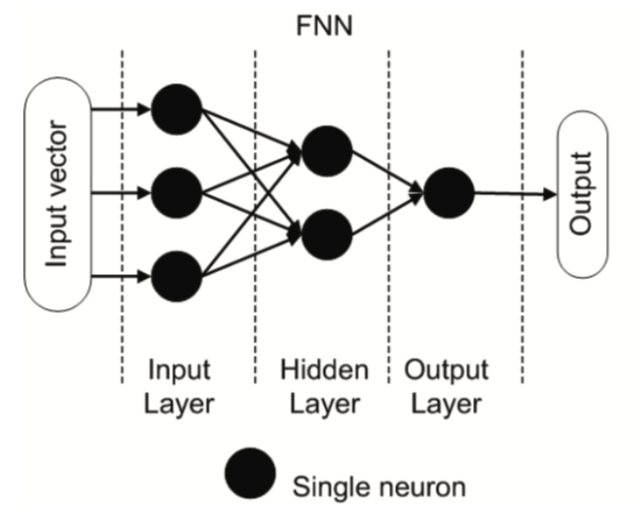 FNN
Input vector
Output
Input
Layer
Hidden
Layer
Output
Layer
Single neuron